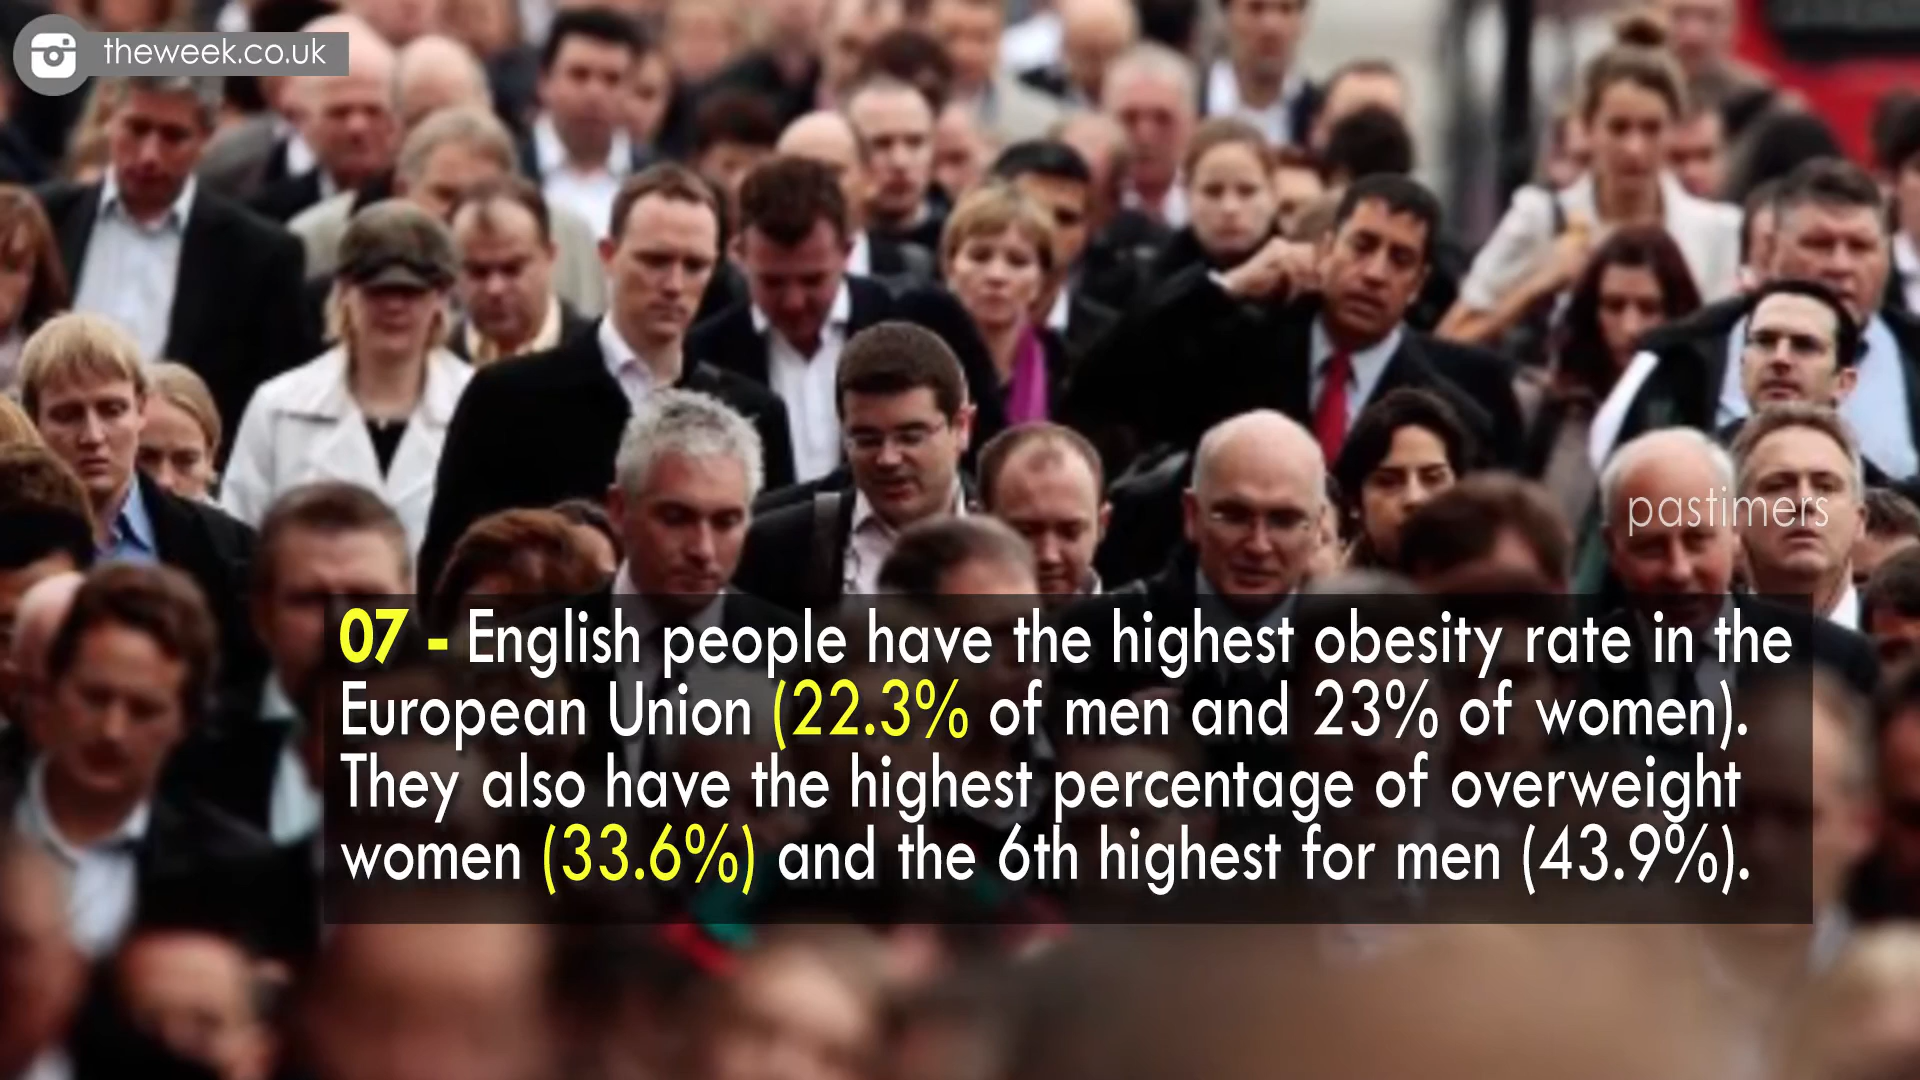 theweek.co.uk
pastimers
07 - English people have the highest obesity rate in the
European Union (22.3% of men and 23% of women).
They also have the highest percentage of overweight
women (33.6%) and the 6th highest for men (43.9%).